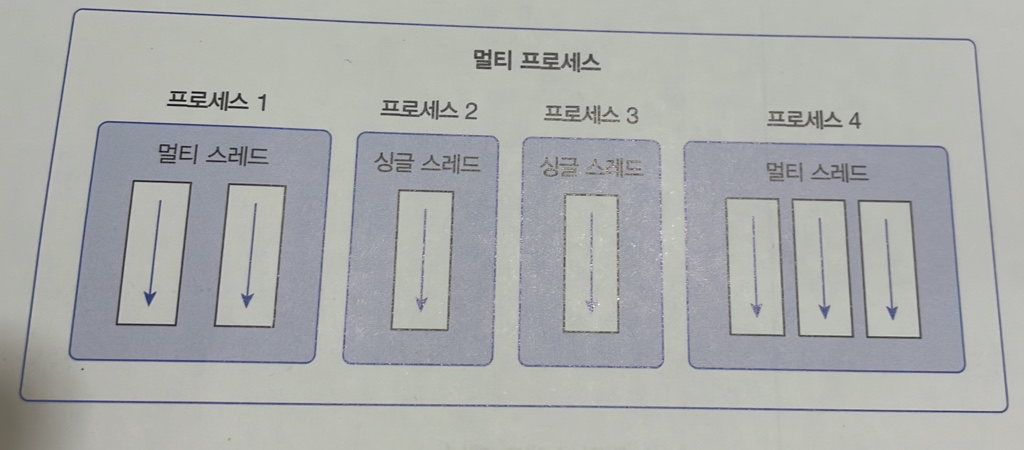 멀티 프로세스
프로세스 1
프로세스 2
프로세스 3
프로세스 4
멀티 스레드
싱글 스레드
싱글 스레드
멀티 스레드